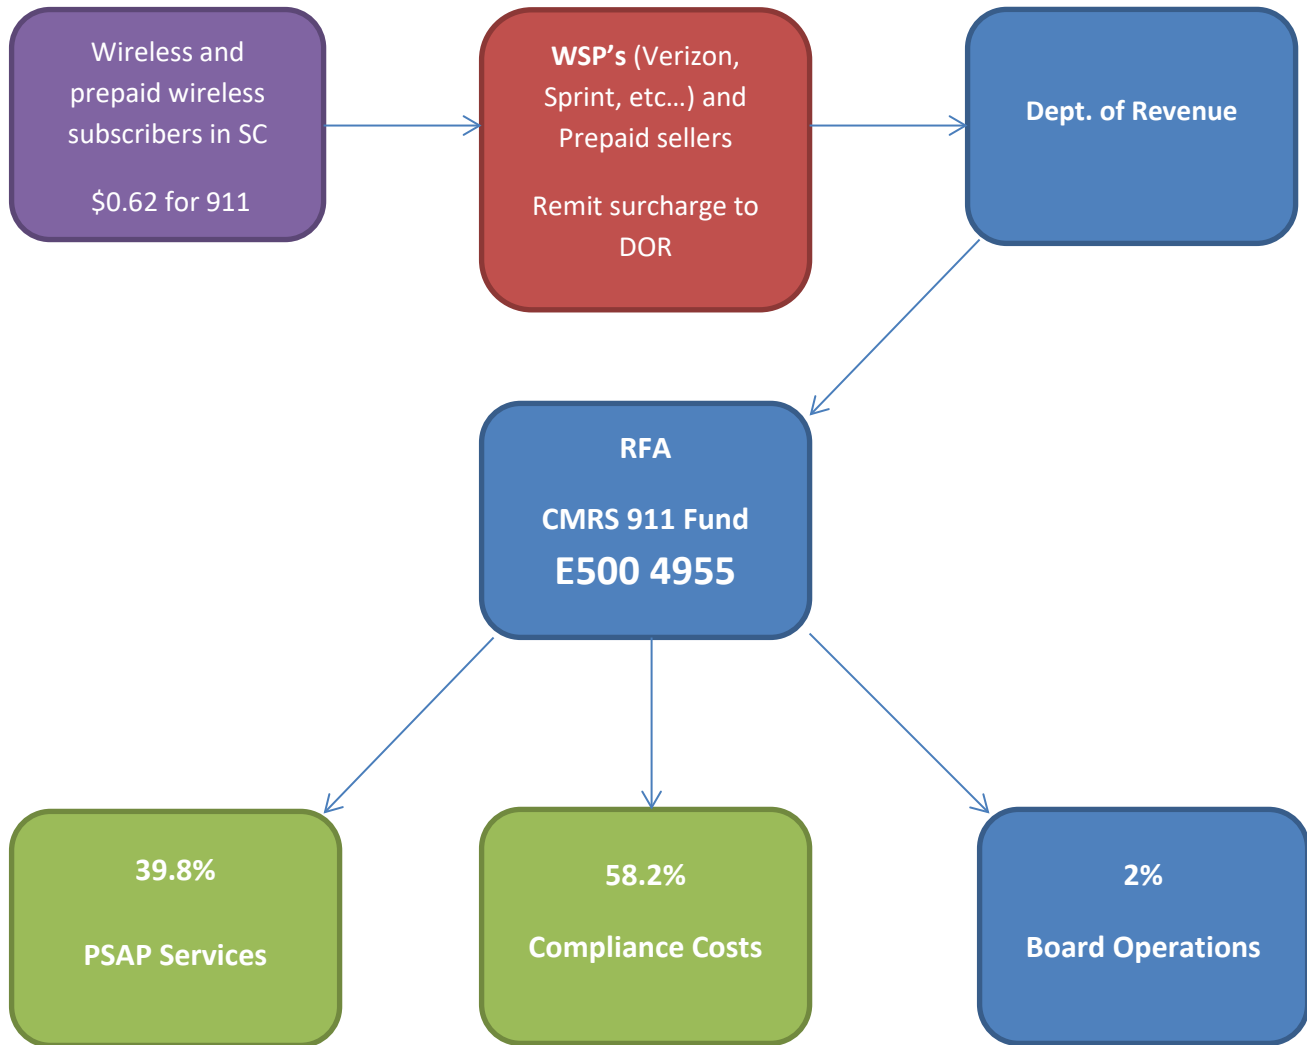 Wireless and
prepaid wireless
subscribers in SC
$0.62 for 911
WSP’s (Verizon,
Sprint, etc…) and
Prepaid sellers
Remit surcharge to
DOR
Dept. of Revenue
RFA
CMRS 911 Fund
E500 4955
39.8%
PSAP Services
58.2%
Compliance Costs
2%
Board Operations